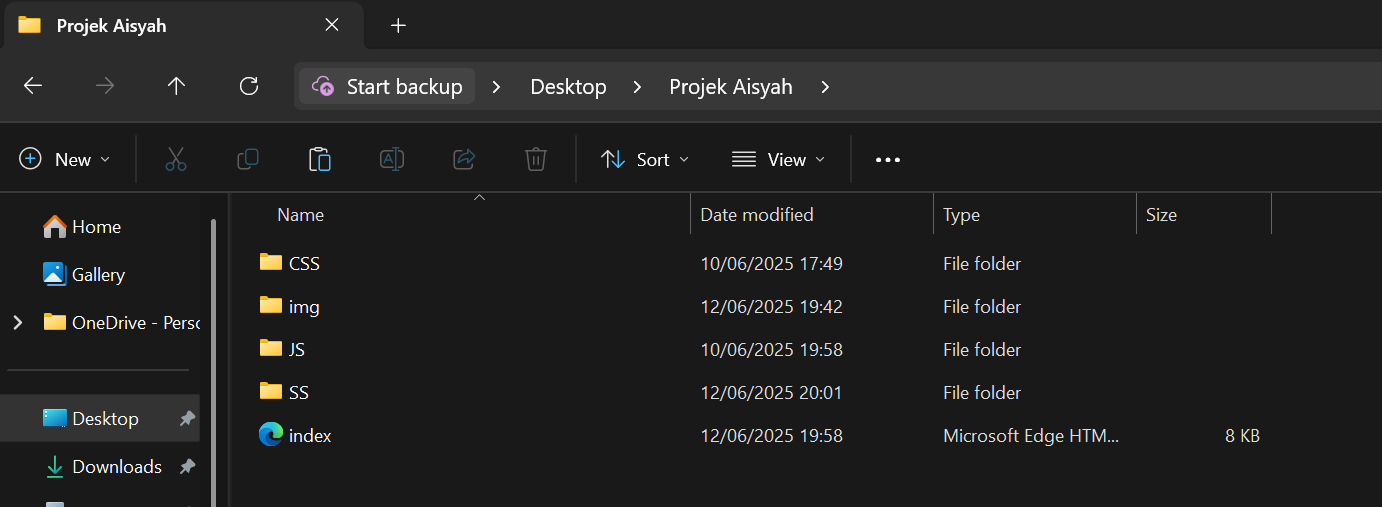 Projek Aisyah
Start backup > Desktop > Projek Aisyah >
New Sort View
Name Date modified Type Size
Home
Gallery
OneDrive - Persc
Desktop
Downloads
CSS 10/06/2025 17:49 File folder
img 12/06/2025 19:42 File folder
JS 10/06/2025 19:58 File folder
SS 12/06/2025 20:01 File folder
index 12/06/2025 19:58 Microsoft Edge HTM... 8 KB